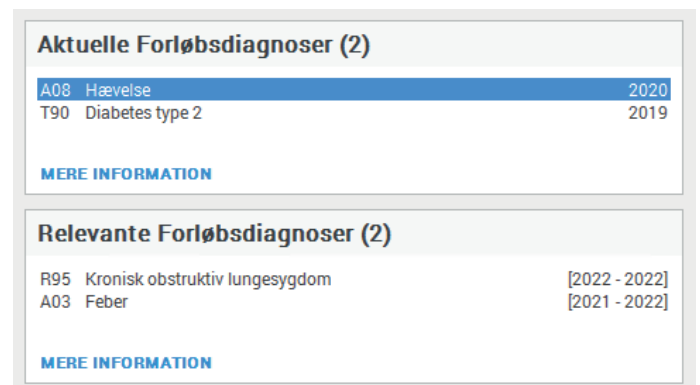 Aktuelle Forløbsdiagnoser (2)
A08 Hævelse 2020
T90 Diabetes type 2 2019
MERE INFORMATION
Relevante Forløbsdiagnoser (2)
R95 Kronisk obstruktiv lungesygdom [2022 - 2022]
A03 Feber [2021 - 2022]
MERE INFORMATION